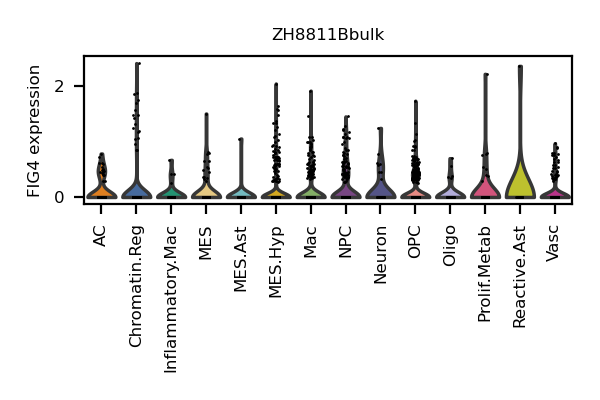 ZH8811Bbulk
FIG4 expression
2
0
AC
Chromatin.Reg
Inflammatory.Mac
MES
MES.Ast
MES.Hyp
Mac
NPC
Neuron
OPC
Oligo
Prolif.Metab
Reactive.Ast
Vasc